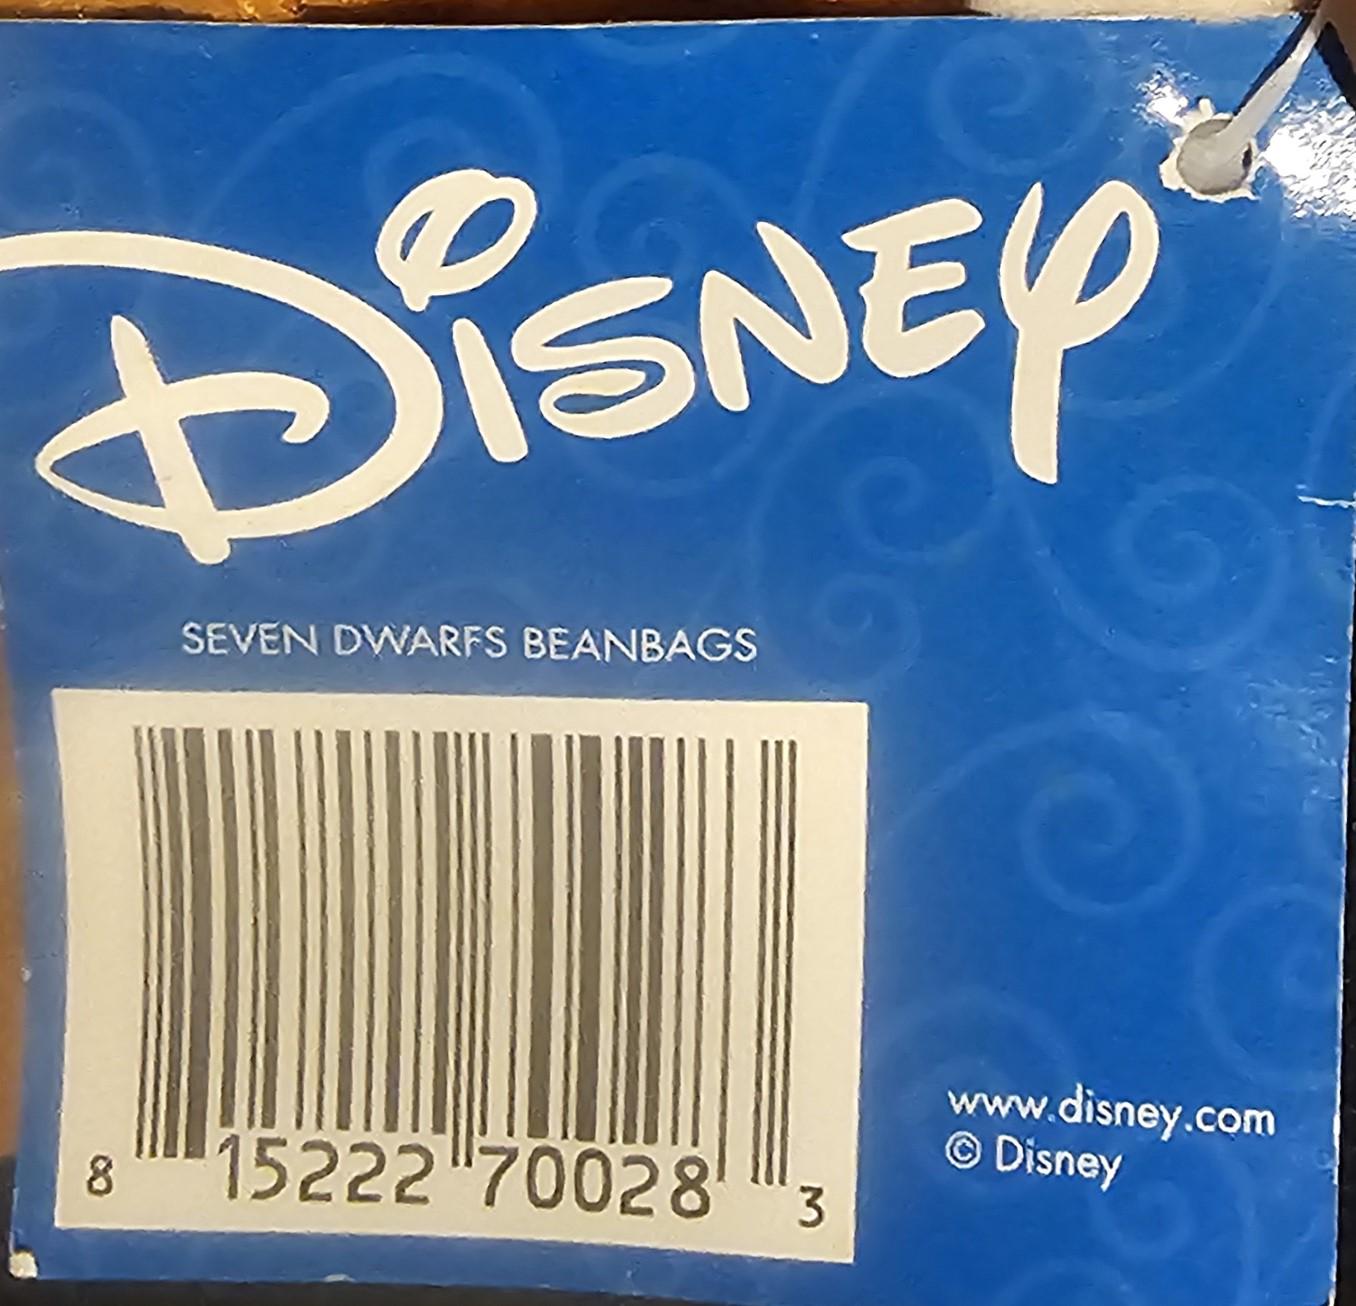 Disney
SEVEN DWARFS BEANBAGS
8 15222 70028 3
www.disney.com
© Disney